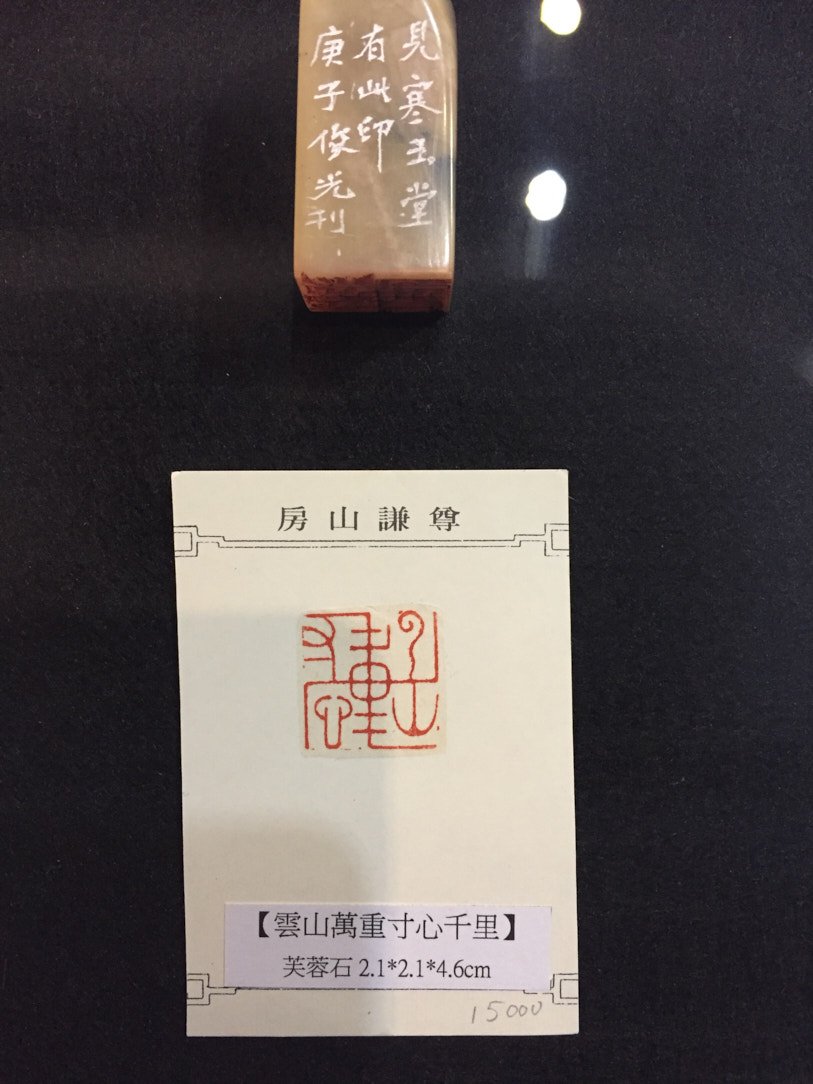 見寒玉堂
有此印
庚子俊光刊
尊謙山房
【雲山萬重寸心千里】
芙蓉石 2.1*2.1*4.6cm
15000